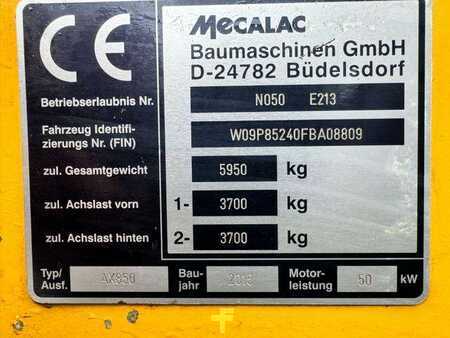 CE
MECALAC
Baumaschinen GmbH
D-24782 Büdelsdorf
Betriebserlaubnis Nr. N050 E213
Fahrzeug Identifi-
zierungs Nr. (FIN) W09P85240FBA08809
zul. Gesamtgewicht 5950 kg
zul. Achslast vorn 1- 3700 kg
zul. Achslast hinten 2- 3700 kg
Typ/ Ausf. AX850 Bau- jahr 2015 Motor- leistung 50 kW